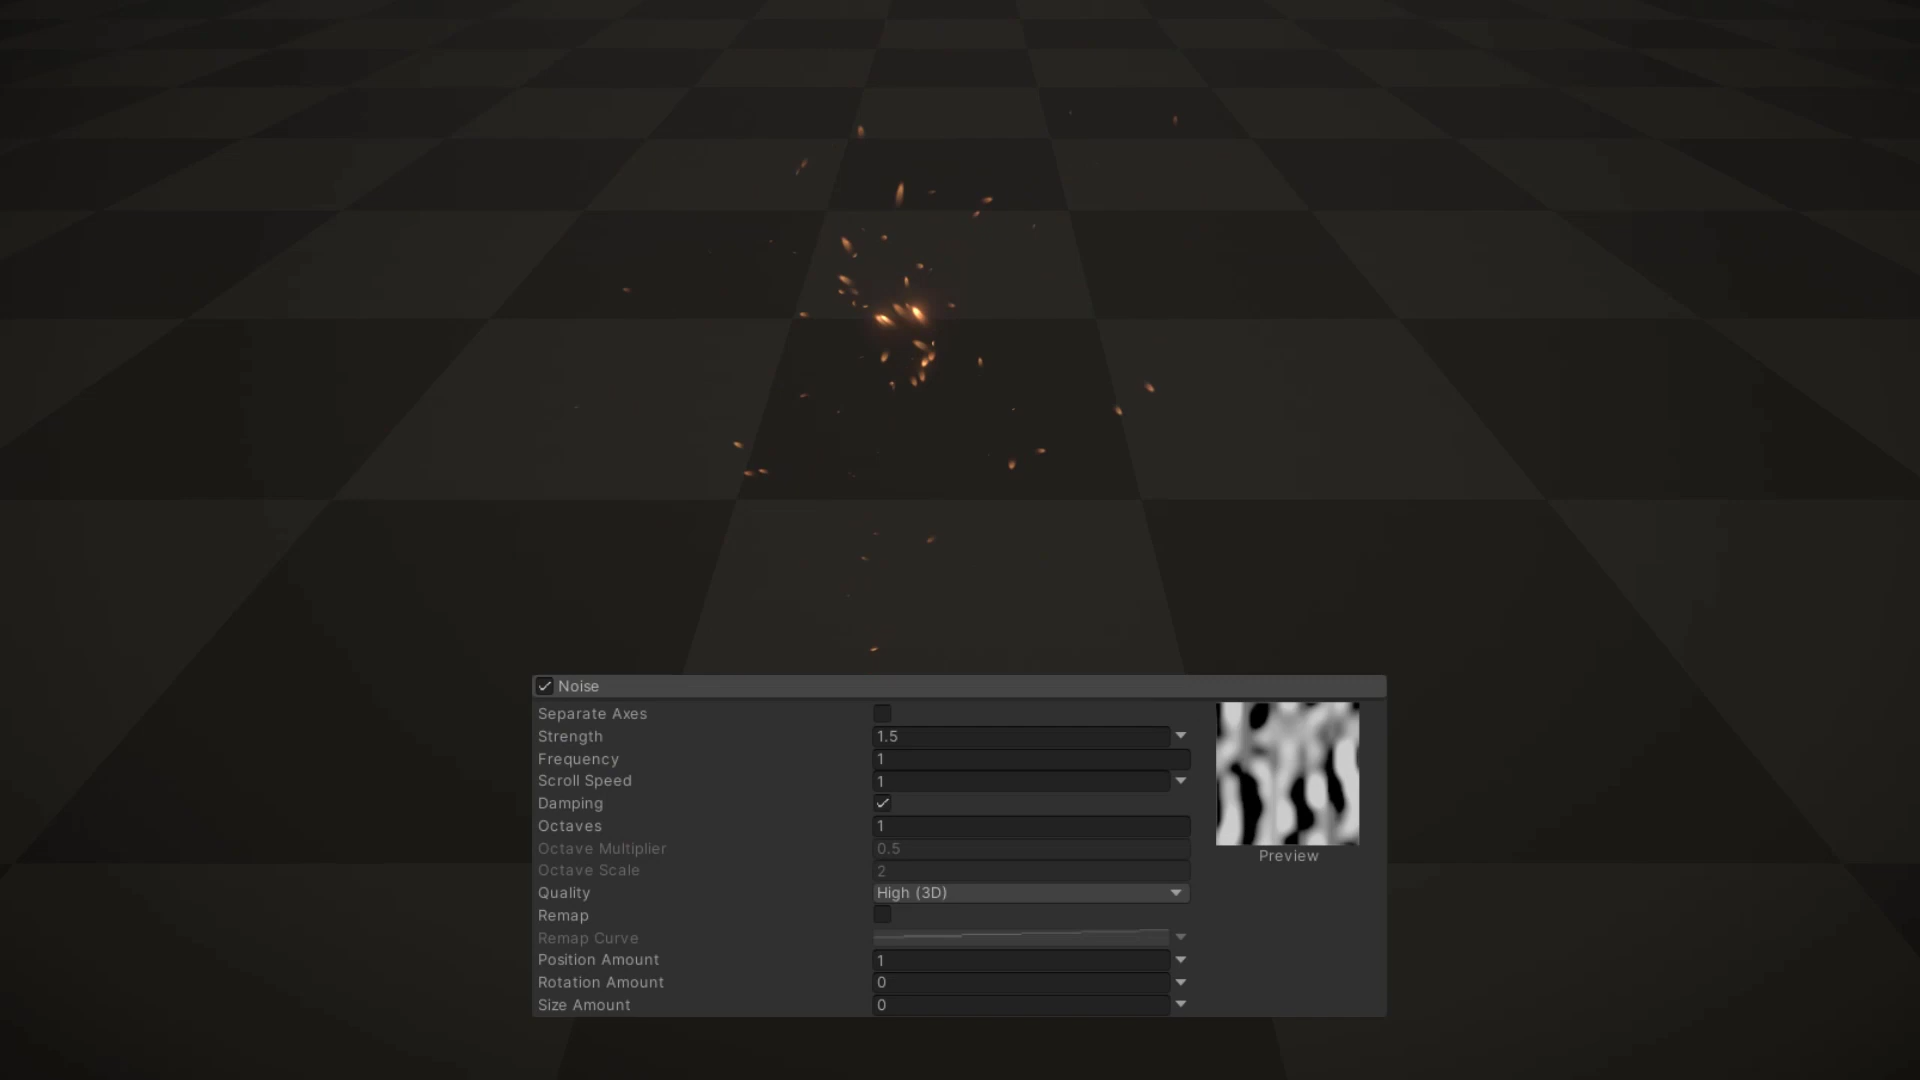 Noise
Separate Axes
Strength 1.5
Frequency 1
Scroll Speed 1
Damping
Octaves 1
Octave Multiplier 0.5
Octave Scale 2
Quality High (3D)
Remap
Remap Curve
Position Amount 1
Rotation Amount 0
Size Amount 0
Preview